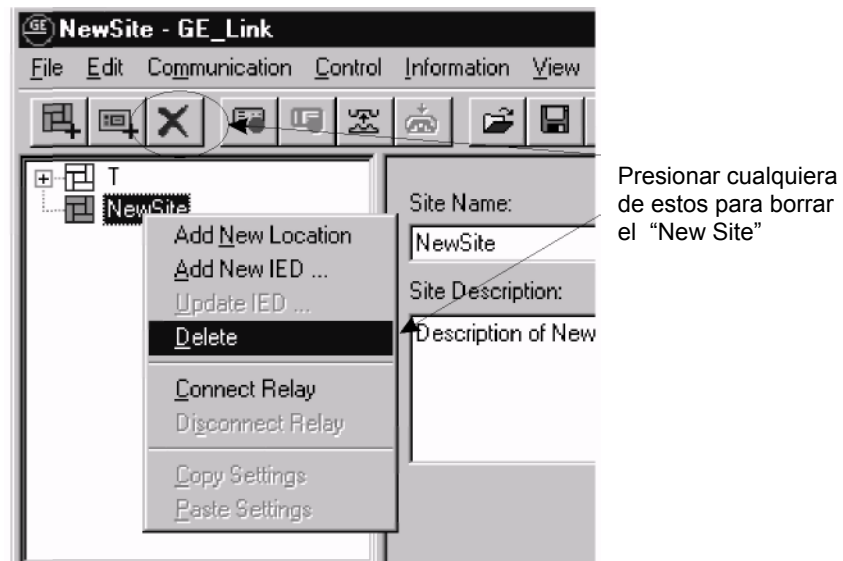 GE NewSite - GE_Link
File Edit Communication Control Information View
T
NewSite
Add New Location
Add New IED ...
Update IED ...
Delete
Connect Relay
Disconnect Relay
Copy Settings
Paste Settings
Site Name:
NewSite
Site Description:
Description of New
Presionar cualquiera
de estos para borrar
el “New Site”